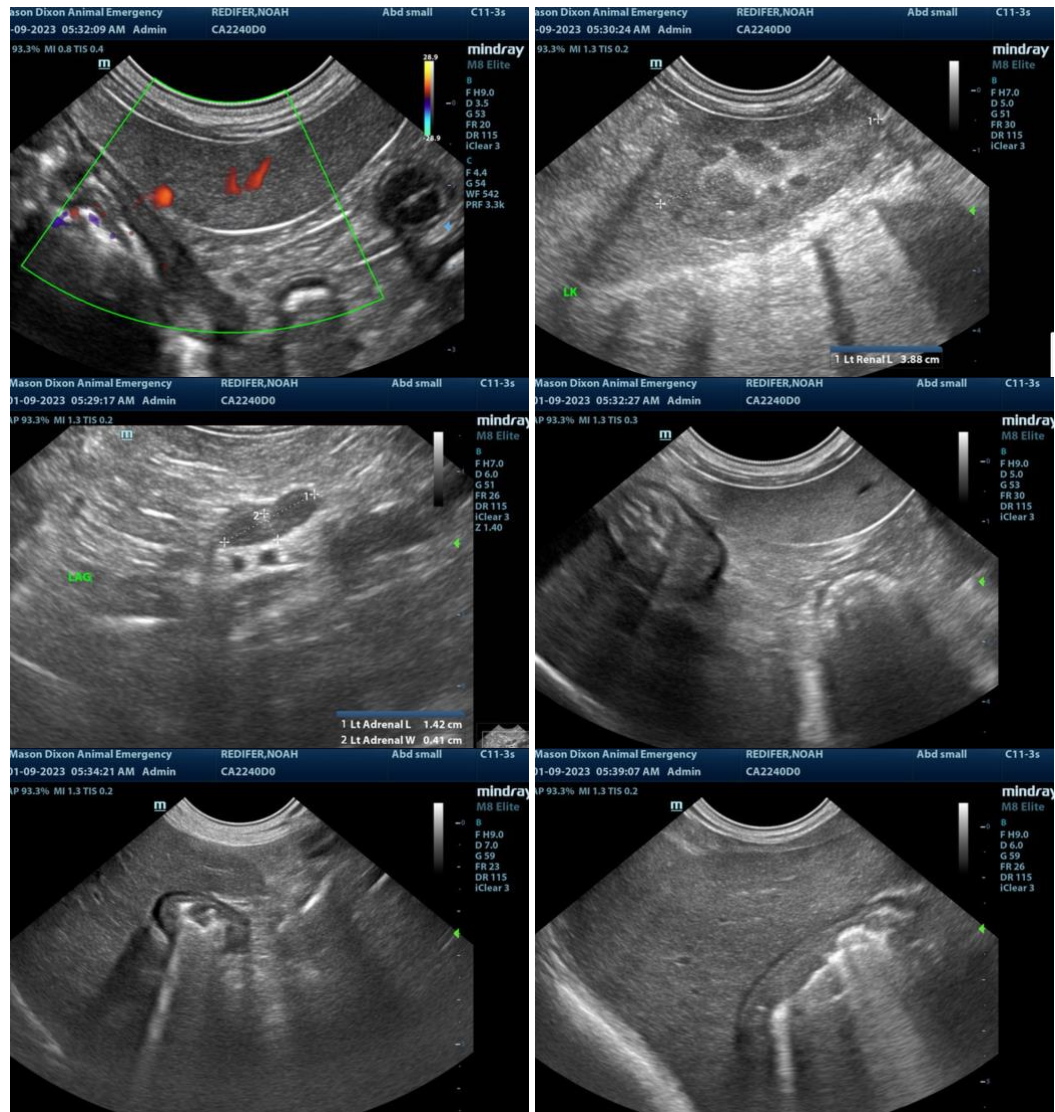 ason Dixon Animal Emergency REDIFER,NOAH Abd small C11-3s
-09-2023 05:32:09 AM Admin CA2240D0
93.3% MI 0.8 TIS 0.4
mindray
M8 Elite
m
28.9
-28.9
B
F H9.0
D 3.5
G 53
FR 20
DR 115
iClear 3
C
F 4.4
G 54
WF 542
PRF 3.3k
0
3
ason Dixon Animal Emergency REDIFER,NOAH Abd small C11-3s
-09-2023 05:30:24 AM Admin CA2240D0
93.3% MI 1.3 TIS 0.2
mindray
M8 Elite
m
B
F H7.0
D 5.0
G 51
FR 30
DR 115
iClear 3
1
LK
1 Lt Renal L 3.88 cm
Mason Dixon Animal Emergency REDIFER,NOAH Abd small C11-3s
01-09-2023 05:29:17 AM Admin CA2240D0
AP 93.3% MI 1.3 TIS 0.2
mindray
M8 Elite
m
B
F H7.0
D 6.0
G 51
FR 26
DR 115
iClear 3
Z 1.40
1
2
LAG
1 Lt Adrenal L 1.42 cm
2 Lt Adrenal W 0.41 cm
Mason Dixon Animal Emergency REDIFER,NOAH Abd small C11-3s
01-09-2023 05:32:27 AM Admin CA2240D0
AP 93.3% MI 1.3 TIS 0.3
mindray
M8 Elite
m
B
F H9.0
D 5.0
G 53
FR 30
DR 115
iClear 3
Mason Dixon Animal Emergency REDIFER,NOAH Abd small C11-3s
01-09-2023 05:34:21 AM Admin CA2240D0
AP 93.3% MI 1.3 TIS 0.2
mindray
M8 Elite
m
B
F H9.0
D 7.0
G 59
FR 23
DR 115
iClear 3
Mason Dixon Animal Emergency REDIFER,NOAH Abd small C11-3s
01-09-2023 05:39:07 AM Admin CA2240D0
AP 93.3% MI 1.3 TIS 0.2
mindray
M8 Elite
m
B
F H9.0
D 6.0
G 59
FR 26
DR 115
iClear 3